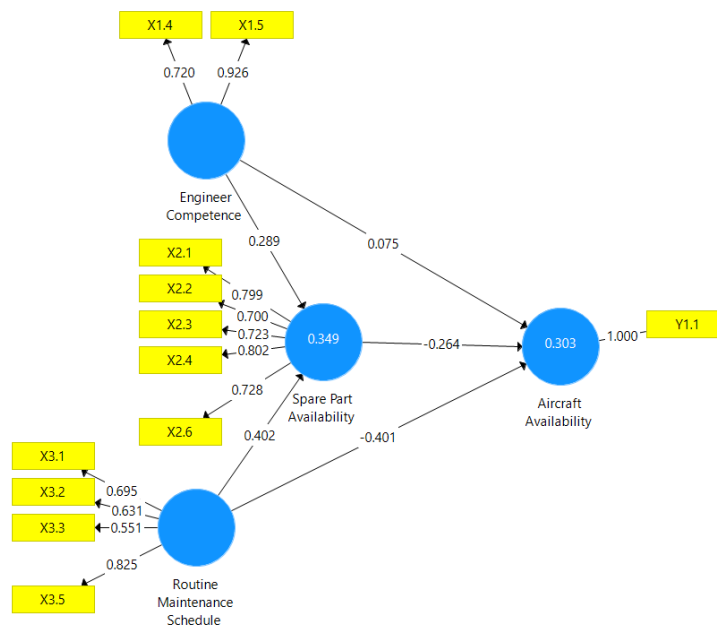 X1.4
X1.5
0.720
0.926
Engineer
Competence
0.289
0.075
X2.1
X2.2
X2.3
X2.4
X2.6
0.799
0.700
0.723
0.802
0.728
0.349
Spare Part
Availability
-0.264
0.303
Aircraft
Availability
1.000
Y1.1
0.402
-0.401
X3.1
X3.2
X3.3
X3.5
0.695
0.631
0.551
0.825
Routine
Maintenance
Schedule